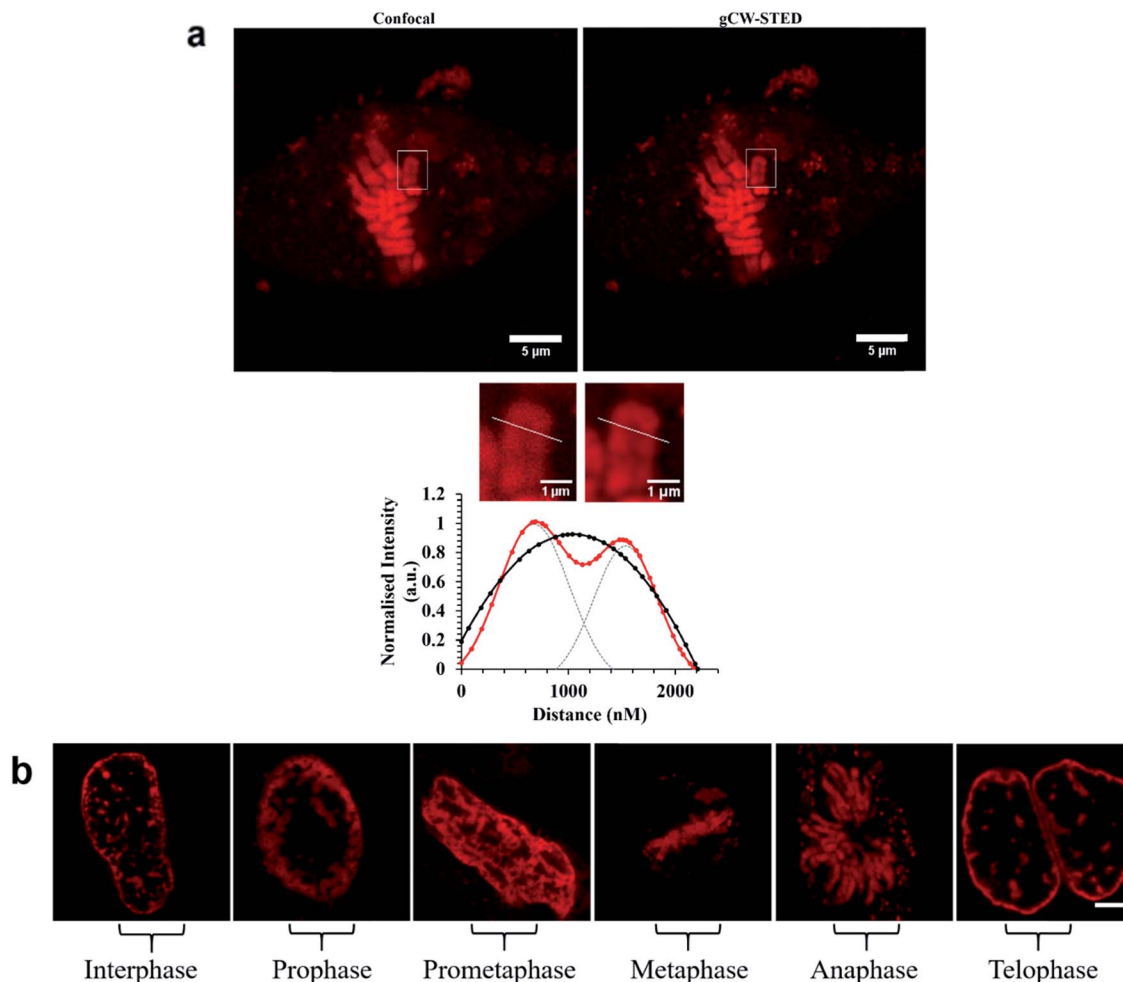 Confocal
gCW-STED
a
5 µm
5 µm
1 µm
1 µm
Normalised Intensity
(a.u.)
1.2
1
0.8
0.6
0.4
0.2
0
0
1000
2000
Distance (nM)
b
Interphase
Prophase
Prometaphase
Metaphase
Anaphase
Telophase